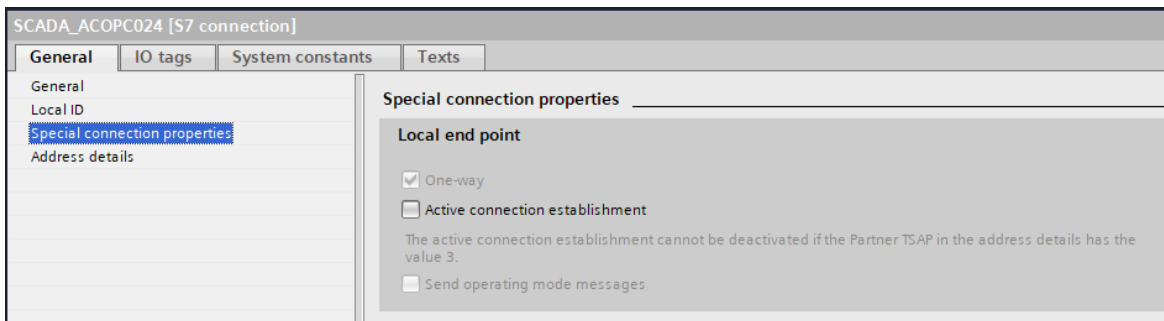 SCADA_ACOPC024 [S7 connection]
General IO tags System constants Texts
General
Local ID
Special connection properties
Address details
Special connection properties
Local end point
One-way
Active connection establishment
The active connection establishment cannot be deactivated if the Partner TSAP in the address details has the
value 3.
Send operating mode messages